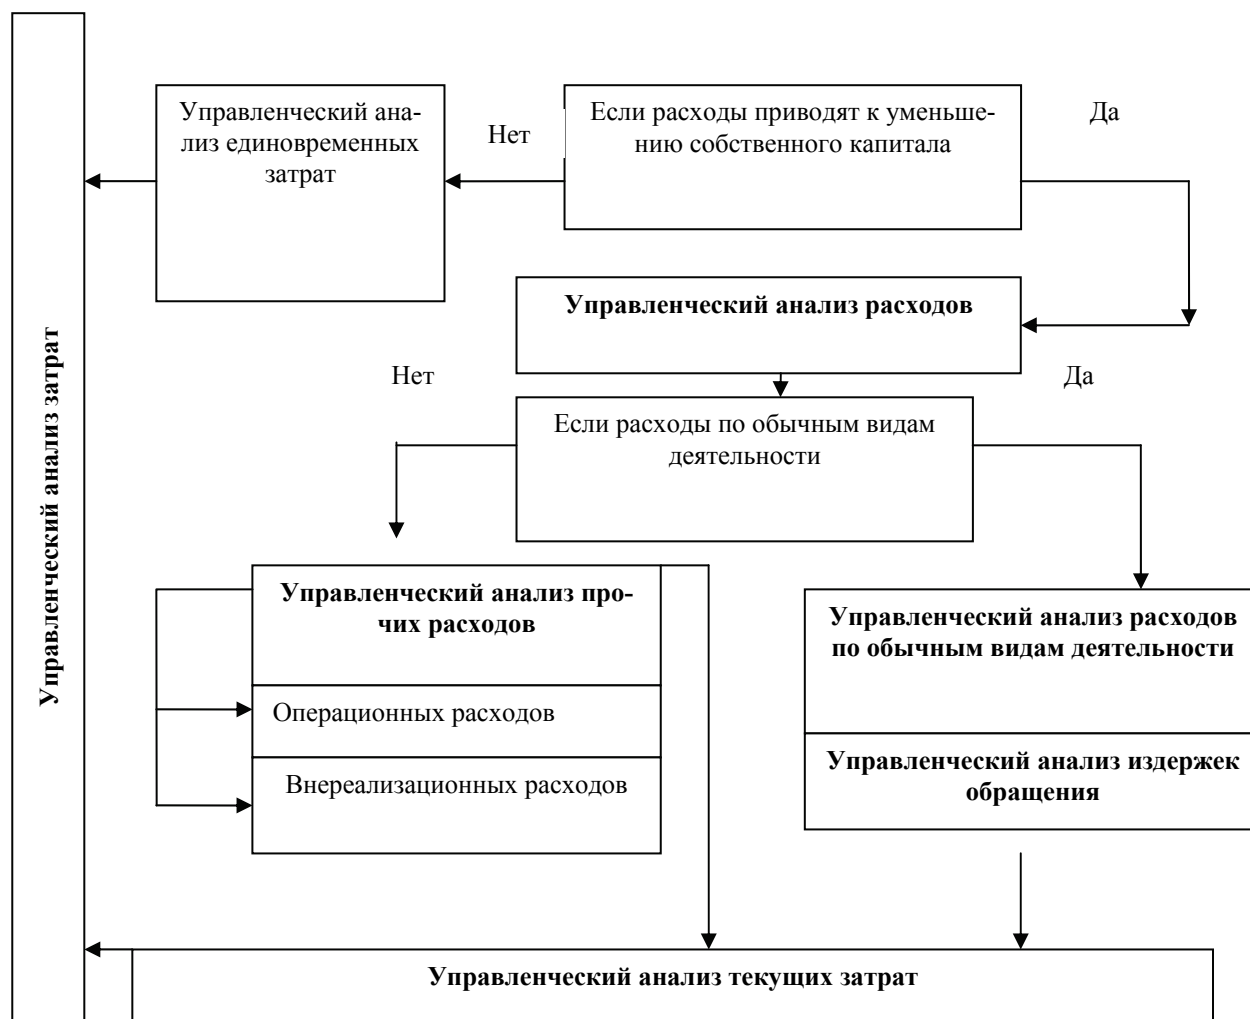 Управленческий анализ затрат
Управленческий ана-
лиз единовременных
затрат
Нет
Если расходы приводят к уменьше-
нию собственного капитала
Да
Управленческий анализ расходов
Нет
Да
Если расходы по обычным видам
деятельности
Управленческий анализ про-
чих расходов
Операционных расходов
Внереализационных расходов
Управленческий анализ расходов
по обычным видам деятельности
Управленческий анализ издержек
обращения
Управленческий анализ текущих затрат